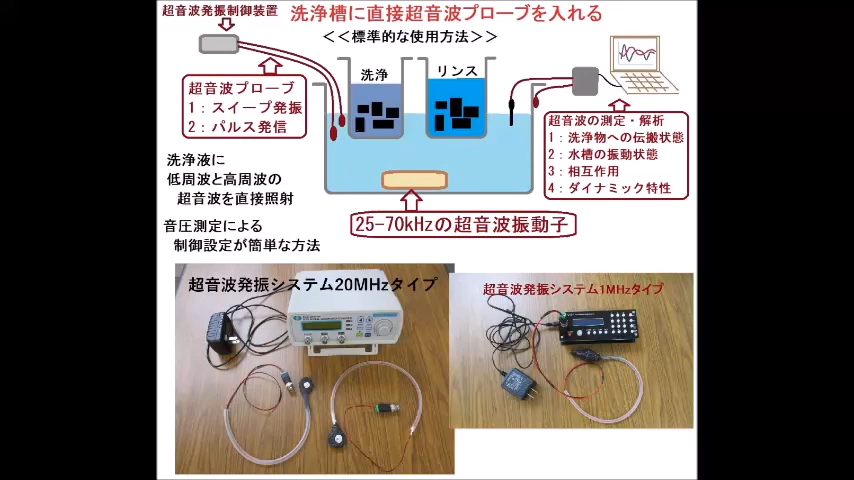 超音波発振制御装置
洗浄槽に直接超音波プローブを入れる
<<標準的な使用方法>>
洗浄
リンス
超音波プローブ
1：スイープ発振
2：パルス発信
超音波の測定・解析
1：洗浄物への伝搬状態
2：水槽の振動状態
3：相互作用
4：ダイナミック特性
洗浄液に
低周波と高周波の
超音波を直接照射
25-70kHzの超音波振動子
音圧測定による
制御設定が簡単な方法
超音波発振システム20MHzタイプ
超音波発振システム1MHzタイプ